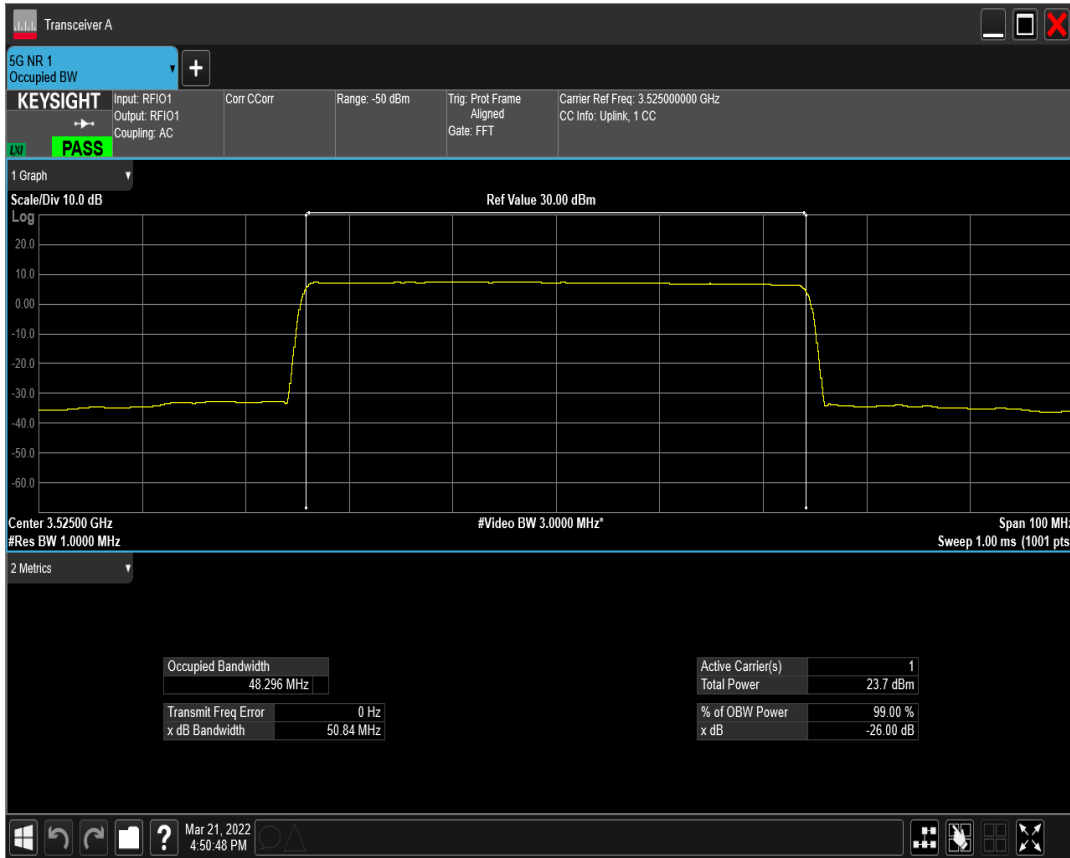 Transceiver A
5G NR 1
Occupied BW
+
KEYSIGHT
Input: RFIO1
Output: RFIO1
Coupling: AC
Corr CCorr
Range: -50 dBm
Trig: Prot Frame
Aligned
Gate: FFT
Carrier Ref Freq: 3.525000000 GHz
CC Info: Uplink, 1 CC
LXI
PASS
1 Graph
Scale/Div 10.0 dB
Ref Value 30.00 dBm
Log
20.0
10.0
0.00
-10.0
-20.0
-30.0
-40.0
-50.0
-60.0
Center 3.52500 GHz
#Video BW 3.0000 MHz*
Span 100 MHz
#Res BW 1.0000 MHz
Sweep 1.00 ms (1001 pts
2 Metrics
Occupied Bandwidth
48.296 MHz
Transmit Freq Error 0 Hz
x dB Bandwidth 50.84 MHz
Active Carrier(s) 1
Total Power 23.7 dBm
% of OBW Power 99.00 %
x dB -26.00 dB
?
Mar 21, 2022
4:50:48 PM